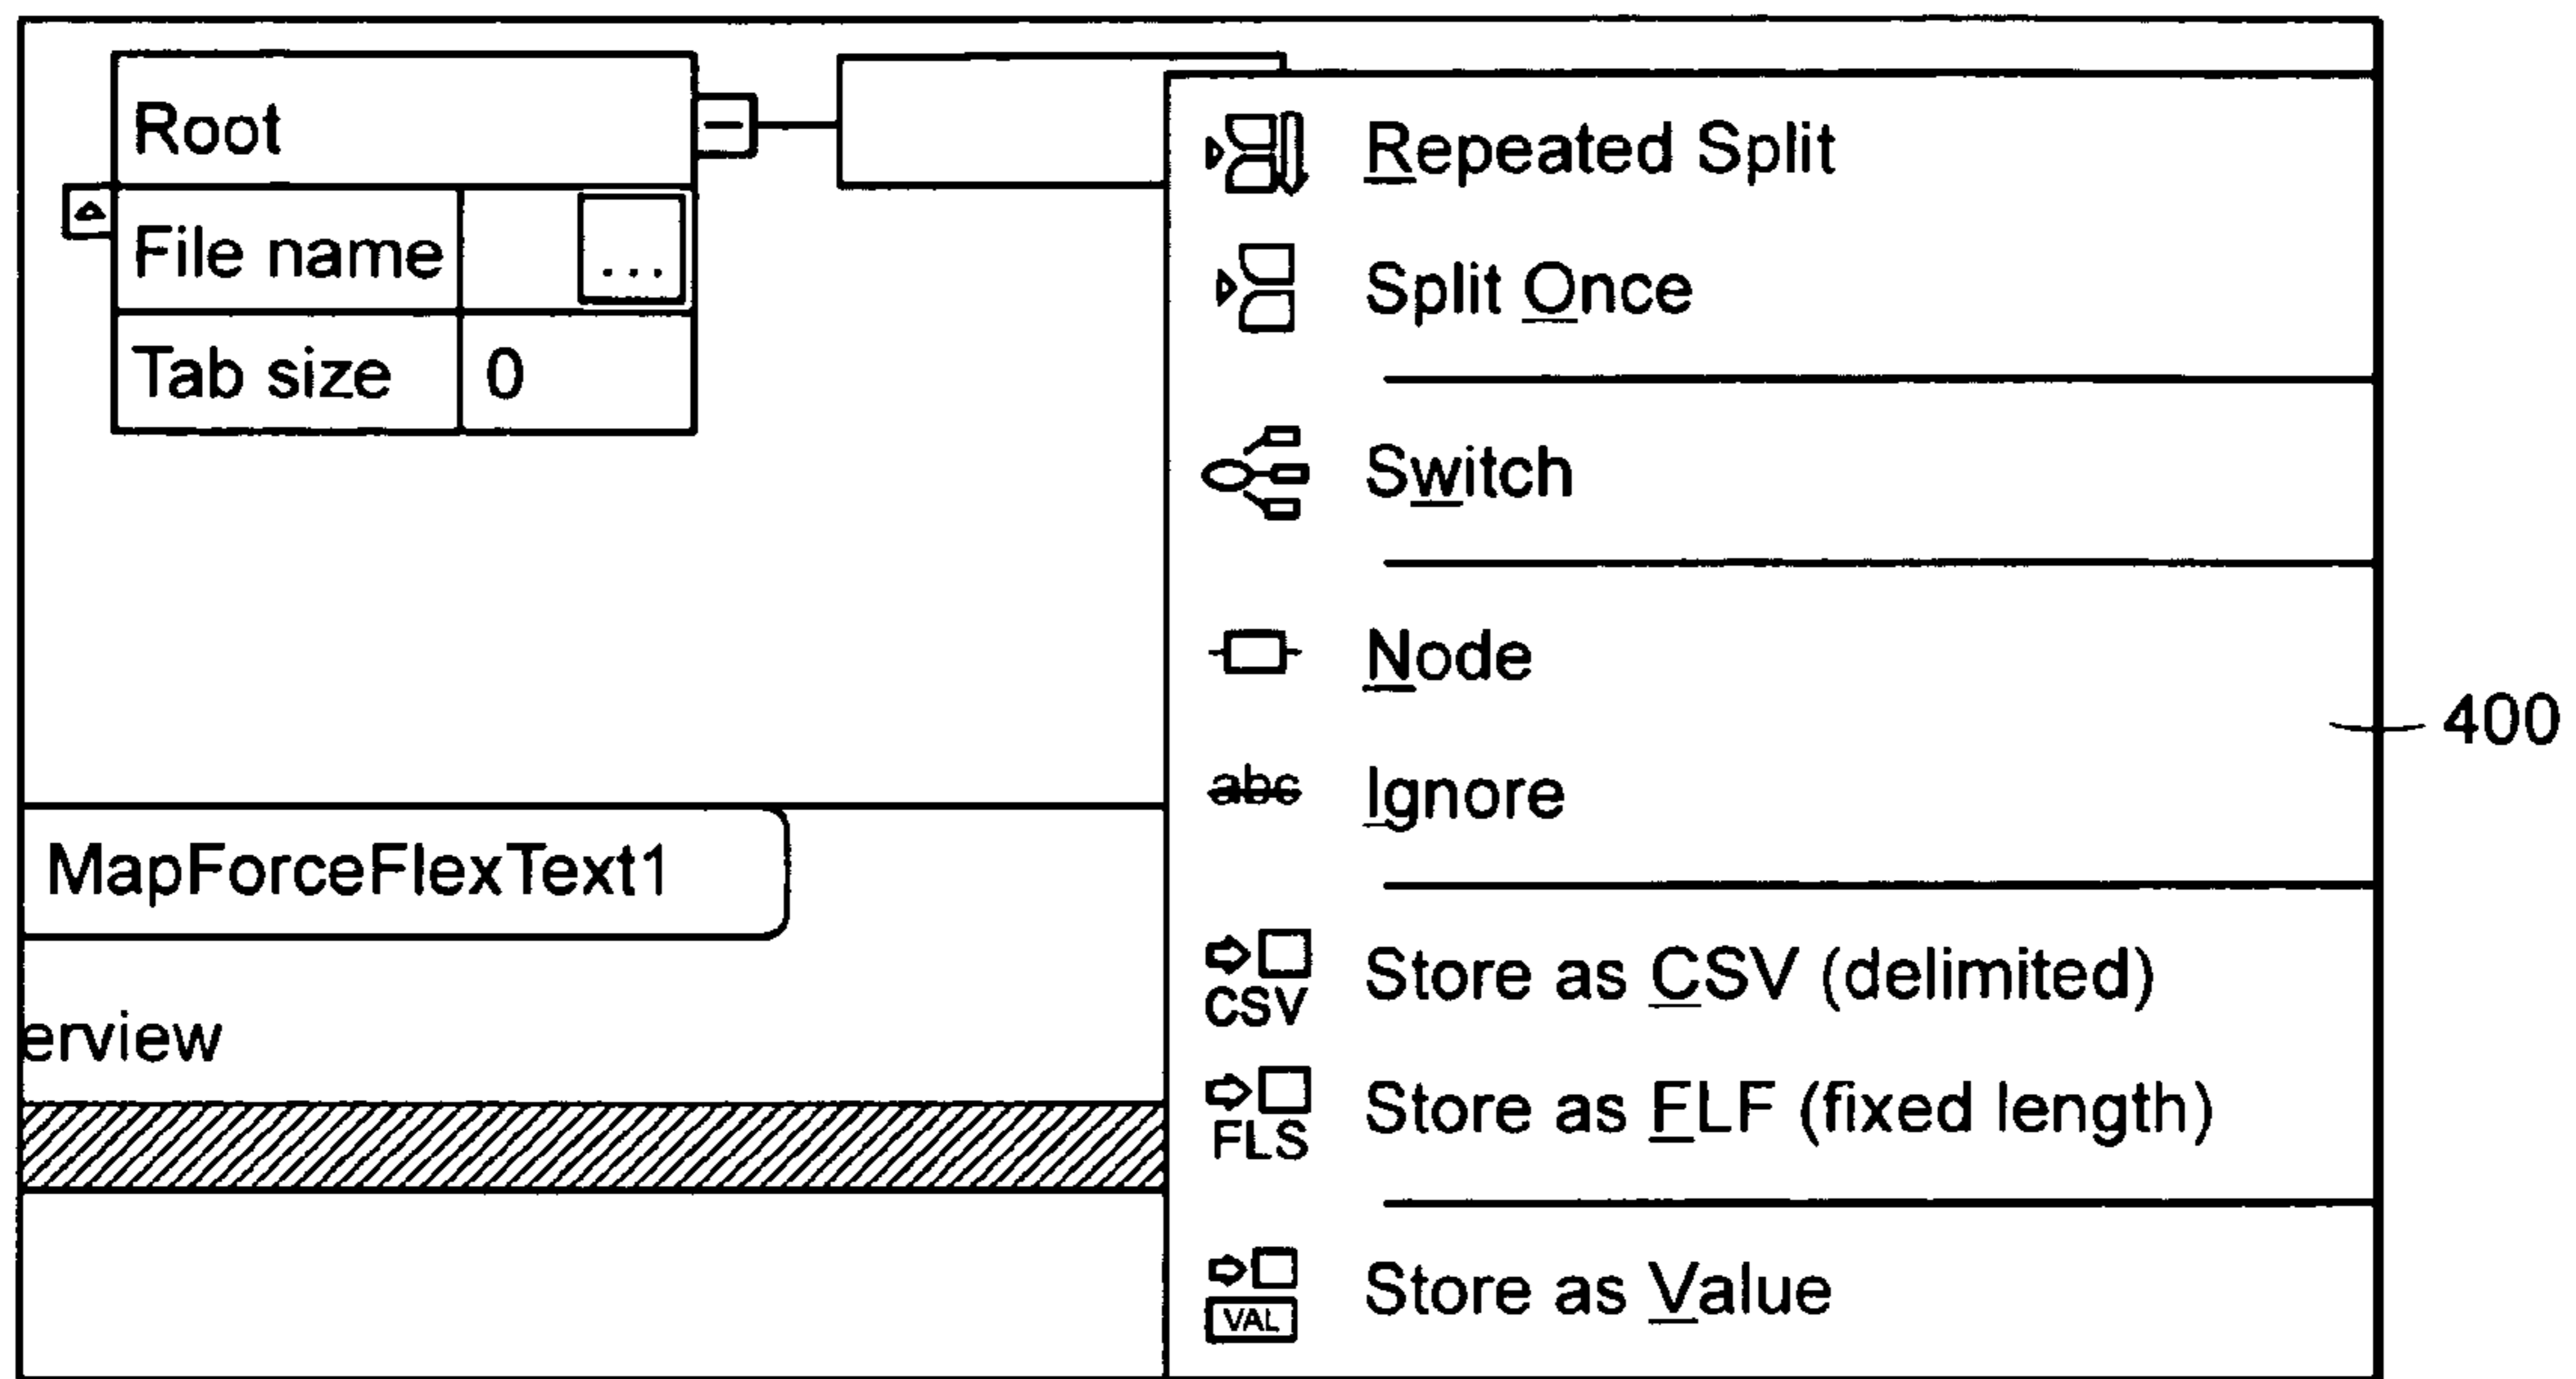 Root
File name ...
Tab size 0
Repeated Split
Split Once
Switch
Node
abc Ignore
400
MapForceFlexText1
erview
CSV Store as CSV (delimited)
FLS Store as FLF (fixed length)
VAL Store as Value